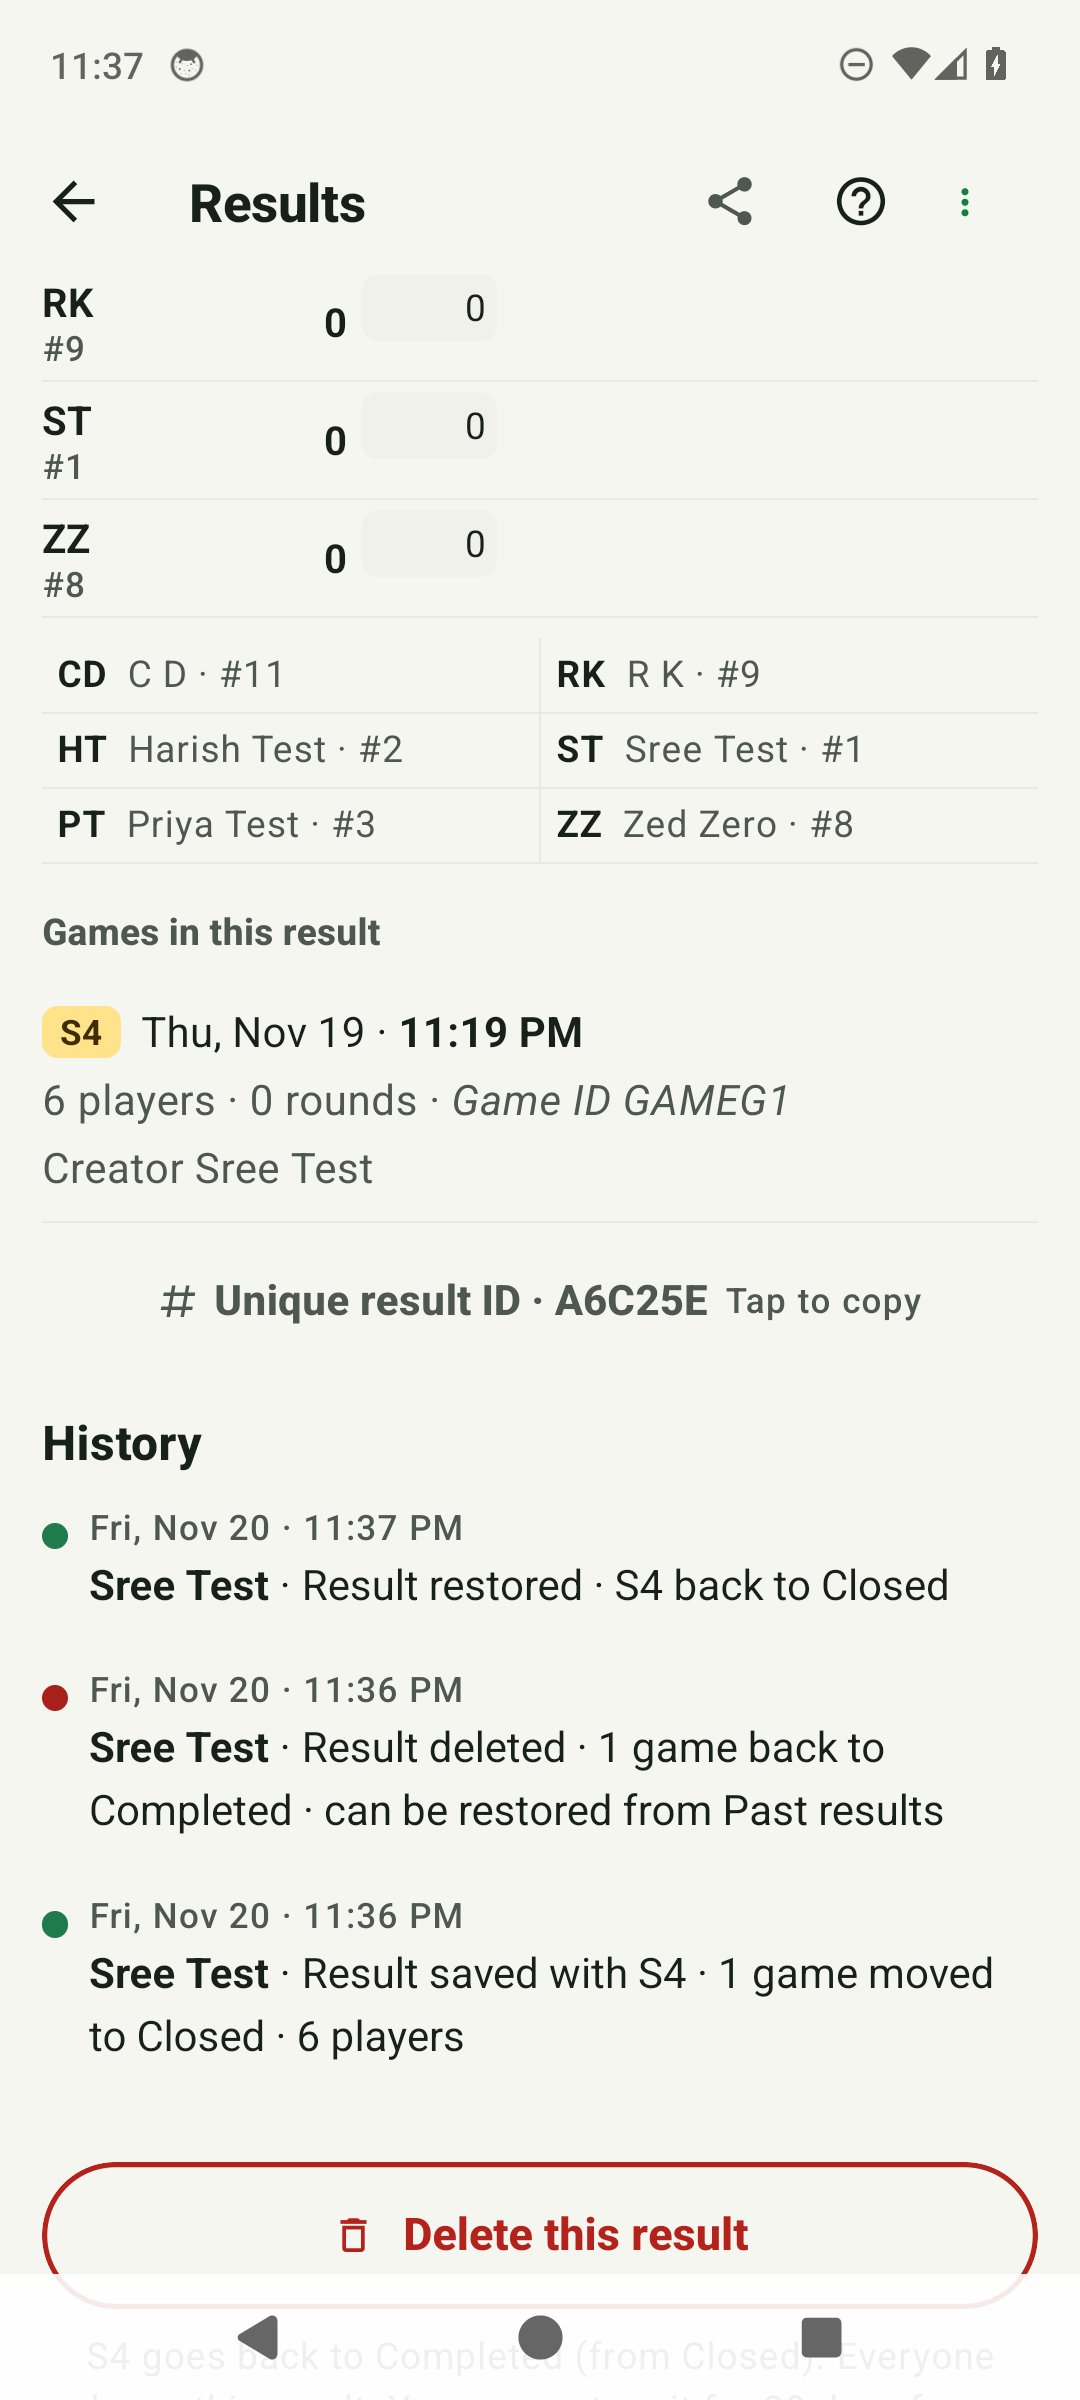 11:37
Results
RK
#9
0 0
ST
#1
0 0
ZZ
#8
0 0
CD C D · #11
RK R K · #9
HT Harish Test · #2
ST Sree Test · #1
PT Priya Test · #3
ZZ Zed Zero · #8
Games in this result
S4 Thu, Nov 19 · 11:19 PM
6 players · 0 rounds · Game ID GAMEG1
Creator Sree Test
# Unique result ID · A6C25E Tap to copy
History
Fri, Nov 20 · 11:37 PM
Sree Test · Result restored · S4 back to Closed
Fri, Nov 20 · 11:36 PM
Sree Test · Result deleted · 1 game back to
Completed · can be restored from Past results
Fri, Nov 20 · 11:36 PM
Sree Test · Result saved with S4 · 1 game moved
to Closed · 6 players
Delete this result
S4 goes back to Completed (from Closed). Everyone